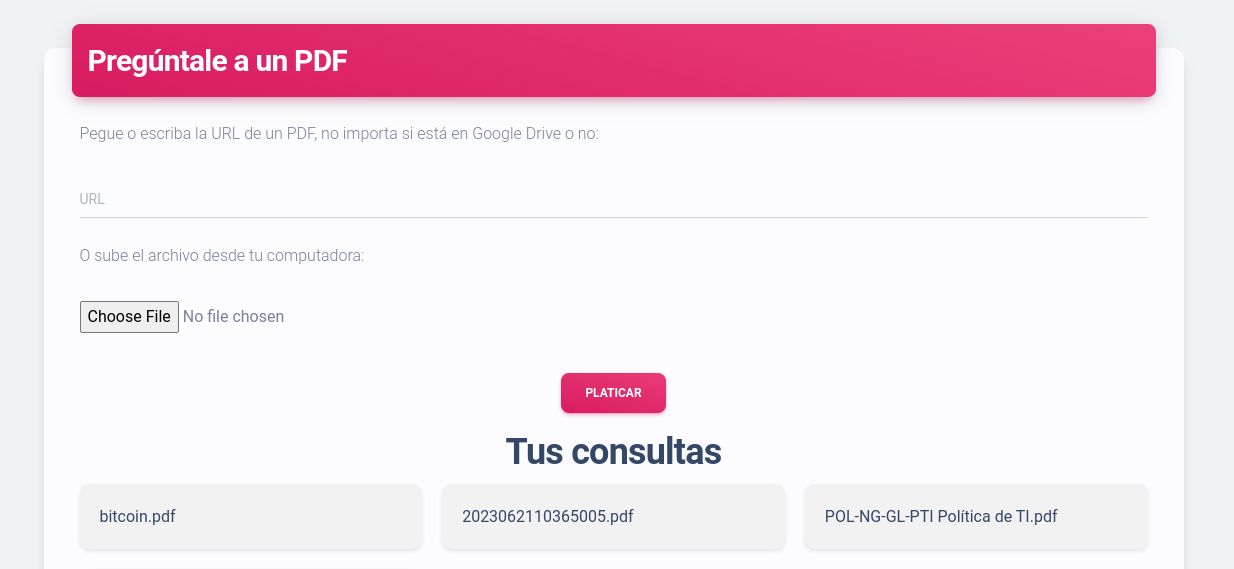 Pregúntale a un PDF
Pegue o escriba la URL de un PDF, no importa si está en Google Drive o no:
URL
O sube el archivo desde tu computadora:
Choose File No file chosen
PLATICAR
Tus consultas
bitcoin.pdf
2023062110365005.pdf
POL-NG-GL-PTI Política de TI.pdf